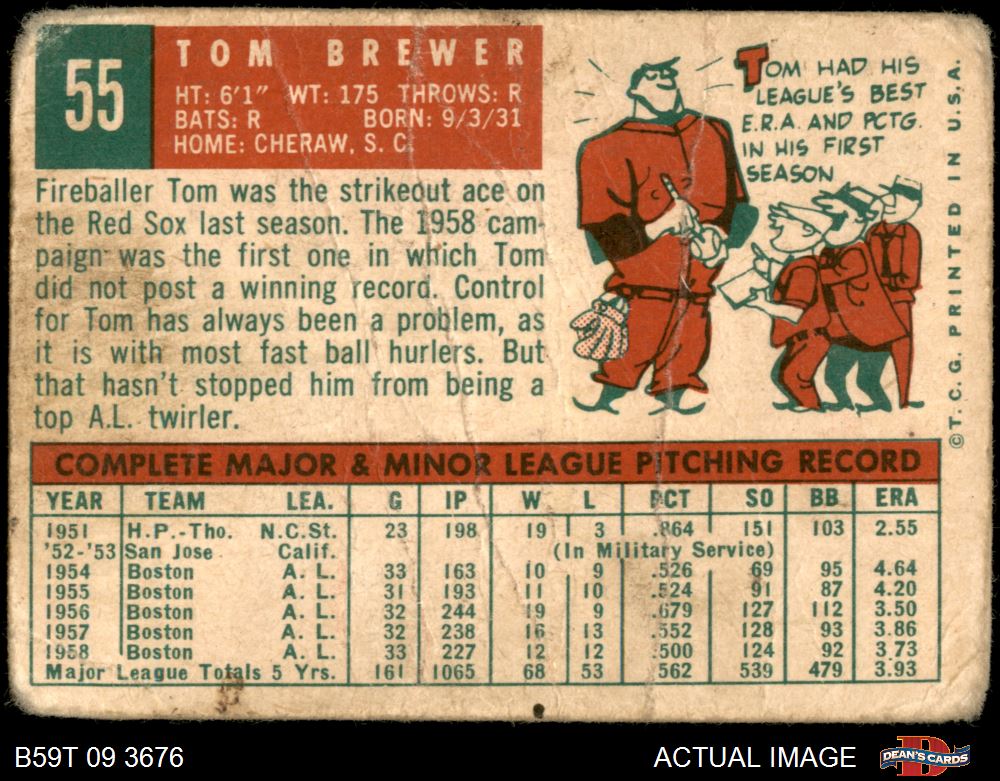 55
TOM BREWER
HT: 6'1" WT: 175 THROWS: R
BATS: R BORN: 9/3/31
HOME: CHERAW, S. C.
Fireballer Tom was the strikeout ace on
the Red Sox last season. The 1958 cam-
paign was the first one in which Tom
did not post a winning record. Control
for Tom has always been a problem, as
it is with most fast ball hurlers. But
that hasn't stopped him from being a
top A.L. twirler.
TOM HAD HIS
LEAGUE'S BEST
E.R.A. AND PCTG.
IN HIS FIRST
SEASON
©T.C.G. PRINTED IN U.S.A.
COMPLETE MAJOR & MINOR LEAGUE PITCHING RECORD
YEAR TEAM LEA. G IP W L PCT SO BB ERA
1951 H.P.-Tho. N.C.St. 23 198 19 3 .864 151 103 2.55
'52-'53 San Jose Calif. (In Military Service)
1954 Boston A. L. 33 163 10 9 .526 69 95 4.64
1955 Boston A. L. 31 193 11 10 .524 91 87 4.20
1956 Boston A. L. 32 244 19 9 .679 127 112 3.50
1957 Boston A. L. 32 238 16 13 .552 128 93 3.86
1958 Boston A. L. 33 227 12 12 .500 124 92 3.73
Major League Totals 5 Yrs. 161 1065 68 53 562 539 479 3.93
B59T 09 3676
ACTUAL IMAGE
DEAN'S CARDS